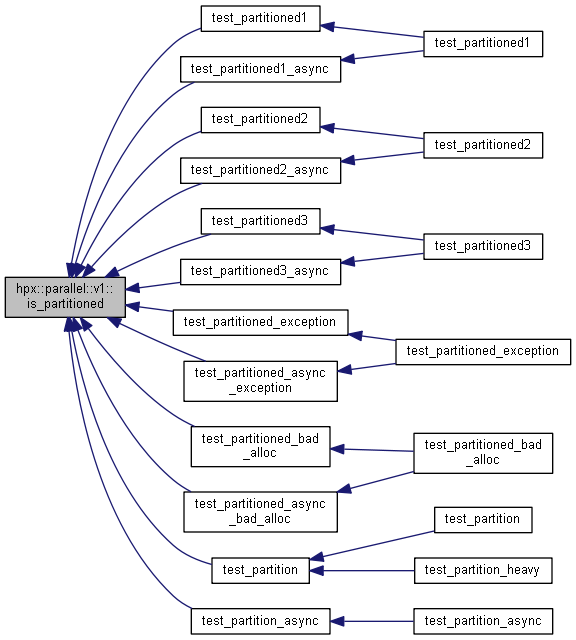 test_partitioned1
test_partitioned1
test_partitioned1_async
test_partitioned2
test_partitioned2
test_partitioned2_async
test_partitioned3
test_partitioned3
test_partitioned3_async
hpx::parallel::v1::
is_partitioned
test_partitioned_exception
test_partitioned_exception
test_partitioned_async
_exception
test_partitioned_bad
_alloc
test_partitioned_bad
_alloc
test_partitioned_async
_bad_alloc
test_partition
test_partition
test_partition_heavy
test_partition_async
test_partition_async